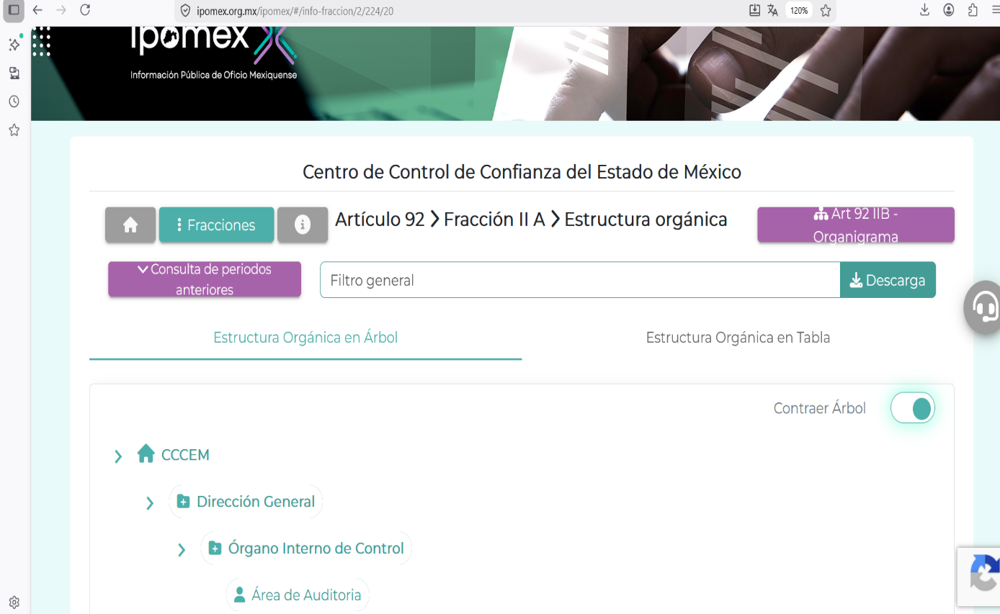 ipomex.org.mx/ipomex/#/info-fraccion/2/224/20
120%
ipomex
Información Pública de Oficio Mexiquense
Centro de Control de Confianza del Estado de México
Fracciones
Artículo 92 > Fracción II A > Estructura orgánica
Art 92 IIB -
Organigrama
Consulta de periodos
anteriores
Filtro general
Descarga
Estructura Orgánica en Árbol
Estructura Orgánica en Tabla
Contraer Árbol
CCCEM
Dirección General
Órgano Interno de Control
Área de Auditoria